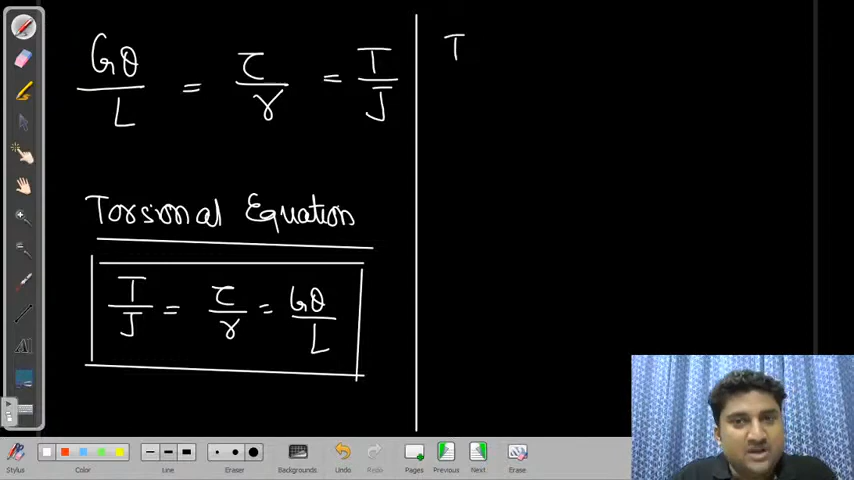 Gθ/L = τ/r = T/J
Torsional Equation
T/J = τ/r = Gθ/L
T
Stylus
Color
Line
Eraser
Backgrounds
Undo
Redo
Pages
Previous
Next
Erase